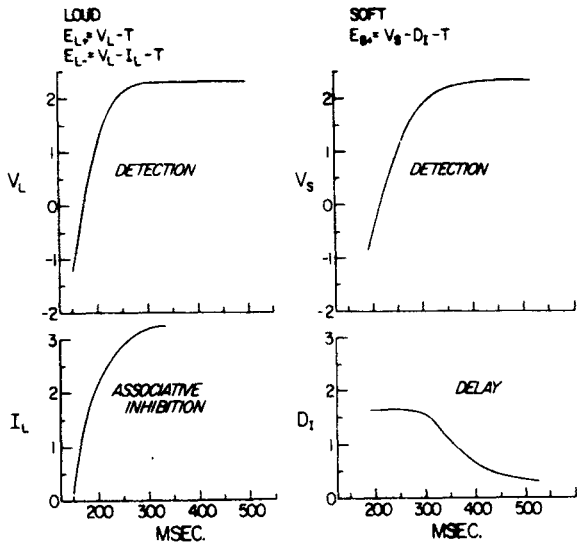 LOUD
E_L+ = V_L - T
E_L- = V_L - I_L - T
SOFT
E_S+ = V_S - D_I - T
2
1
0
-1
-2
V_L
DETECTION
2
1
0
-1
-2
V_S
DETECTION
3
2
1
0
I_L
ASSOCIATIVE
INHIBITION
200 300 400 500
MSEC.
3
2
1
0
D_I
DELAY
200 300 400 500
MSEC.